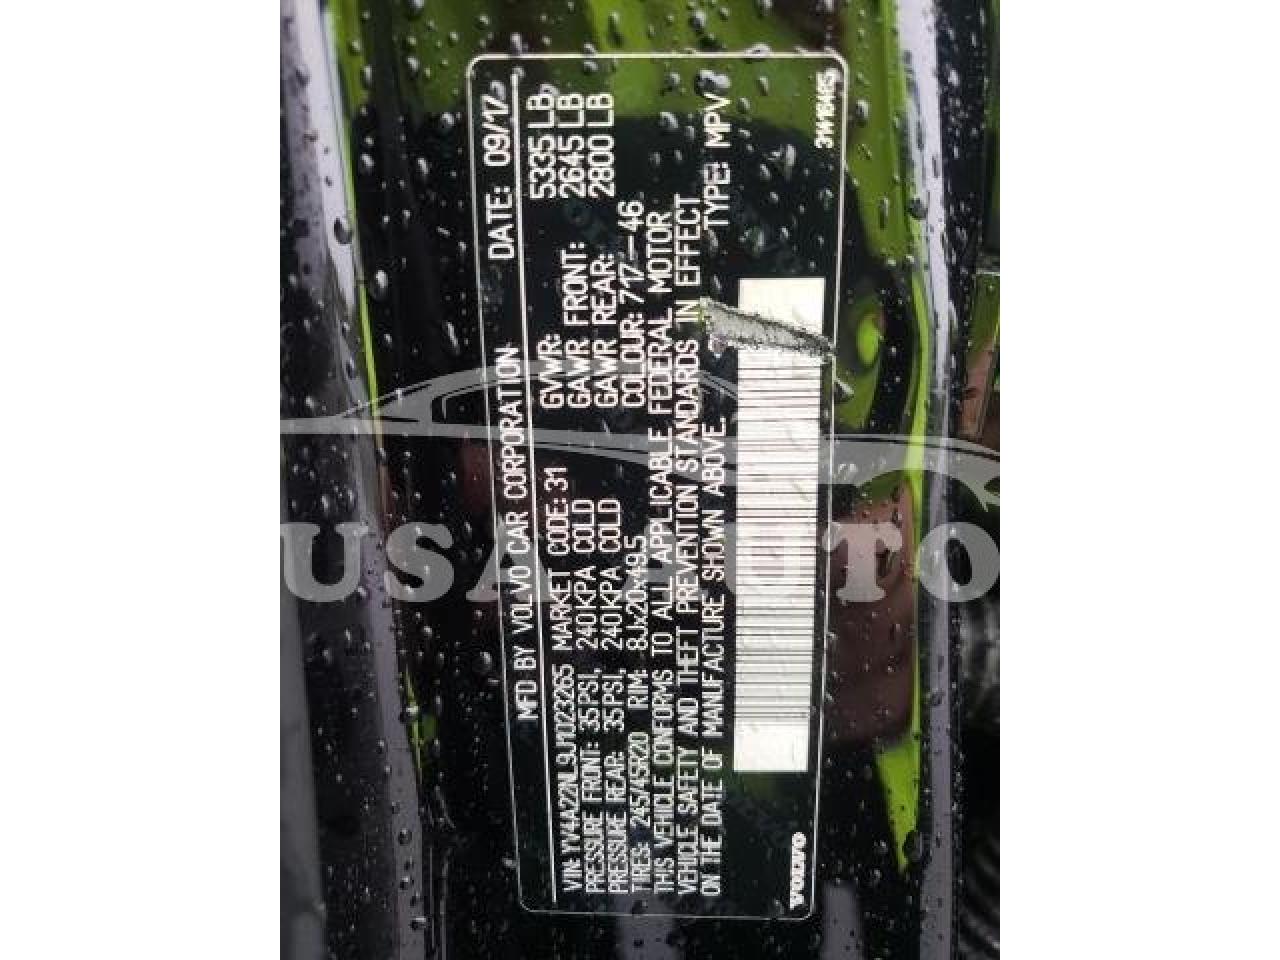 MFD BY VOLVO CAR CORPORATION DATE: 09/17
VIN: YV4A22NL9J1023265 MARKET CODE: 31 GVWR: 5335 LB
PRESSURE FRONT: 35 PSI, 240 KPA COLD GAWR FRONT: 2645 LB
PRESSURE REAR: 35 PSI, 240 KPA COLD GAWR REAR: 2800 LB
TIRES: 245/45R20 RIM: 8Jx20x49.5 COLOUR: 717-46
THIS VEHICLE CONFORMS TO ALL APPLICABLE FEDERAL MOTOR
VEHICLE SAFETY AND THEFT PREVENTION STANDARDS IN EFFECT
ON THE DATE OF MANUFACTURE SHOWN ABOVE. TYPE: MPV
VOLVO 31418485
USA AUTO